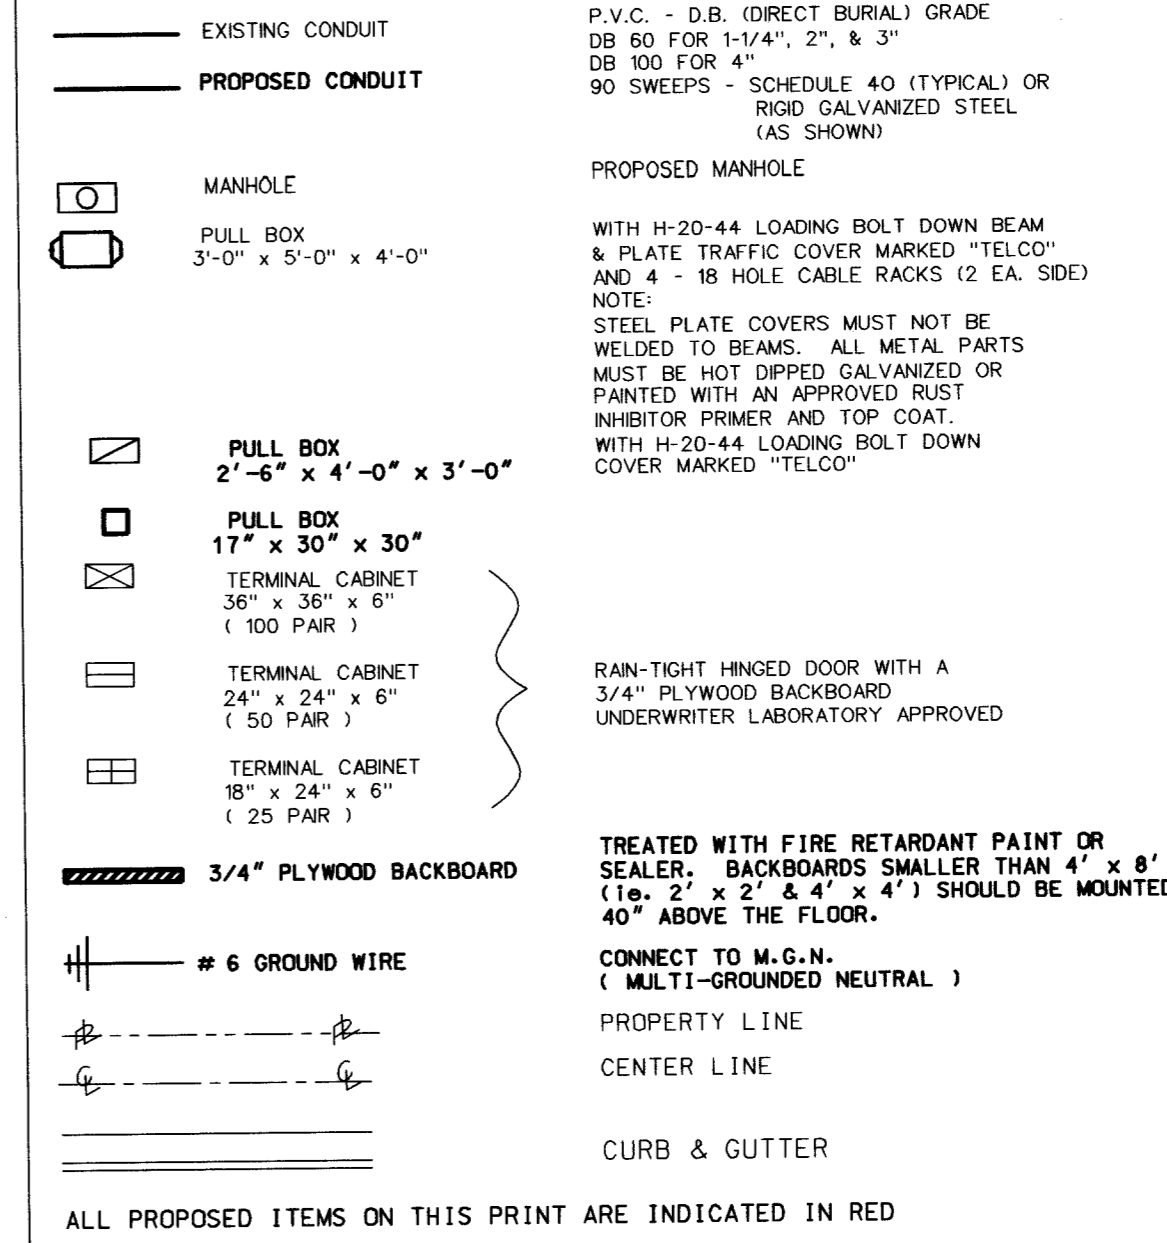 EXISTING CONDUIT
P.V.C. - D.B. (DIRECT BURIAL) GRADE
DB 60 FOR 1-1/4", 2", & 3"
DB 100 FOR 4"
PROPOSED CONDUIT
90 SWEEPS - SCHEDULE 40 (TYPICAL) OR
RIGID GALVANIZED STEEL
(AS SHOWN)
MANHOLE
PROPOSED MANHOLE
PULL BOX
3'-0" x 5'-0" x 4'-0"
WITH H-20-44 LOADING BOLT DOWN BEAM
& PLATE TRAFFIC COVER MARKED "TELCO"
AND 4 - 18 HOLE CABLE RACKS (2 EA. SIDE)
NOTE:
STEEL PLATE COVERS MUST NOT BE
WELDED TO BEAMS. ALL METAL PARTS
MUST BE HOT DIPPED GALVANIZED OR
PAINTED WITH AN APPROVED RUST
INHIBITOR PRIMER AND TOP COAT.
PULL BOX
2'-6" x 4'-0" x 3'-0"
WITH H-20-44 LOADING BOLT DOWN
COVER MARKED "TELCO"
PULL BOX
17" x 30" x 30"
TERMINAL CABINET
36" x 36" x 6"
( 100 PAIR )
TERMINAL CABINET
24" x 24" x 6"
( 50 PAIR )
RAIN-TIGHT HINGED DOOR WITH A
3/4" PLYWOOD BACKBOARD
UNDERWRITER LABORATORY APPROVED
TERMINAL CABINET
18" x 24" x 6"
( 25 PAIR )
3/4" PLYWOOD BACKBOARD
TREATED WITH FIRE RETARDANT PAINT OR
SEALER. BACKBOARDS SMALLER THAN 4' x 8'
(ie. 2' x 2' & 4' x 4') SHOULD BE MOUNTED
40" ABOVE THE FLOOR.
# 6 GROUND WIRE
CONNECT TO M.G.N.
( MULTI-GROUNDED NEUTRAL )
PL PL
PROPERTY LINE
CL CL
CENTER LINE
CURB & GUTTER
ALL PROPOSED ITEMS ON THIS PRINT ARE INDICATED IN RED